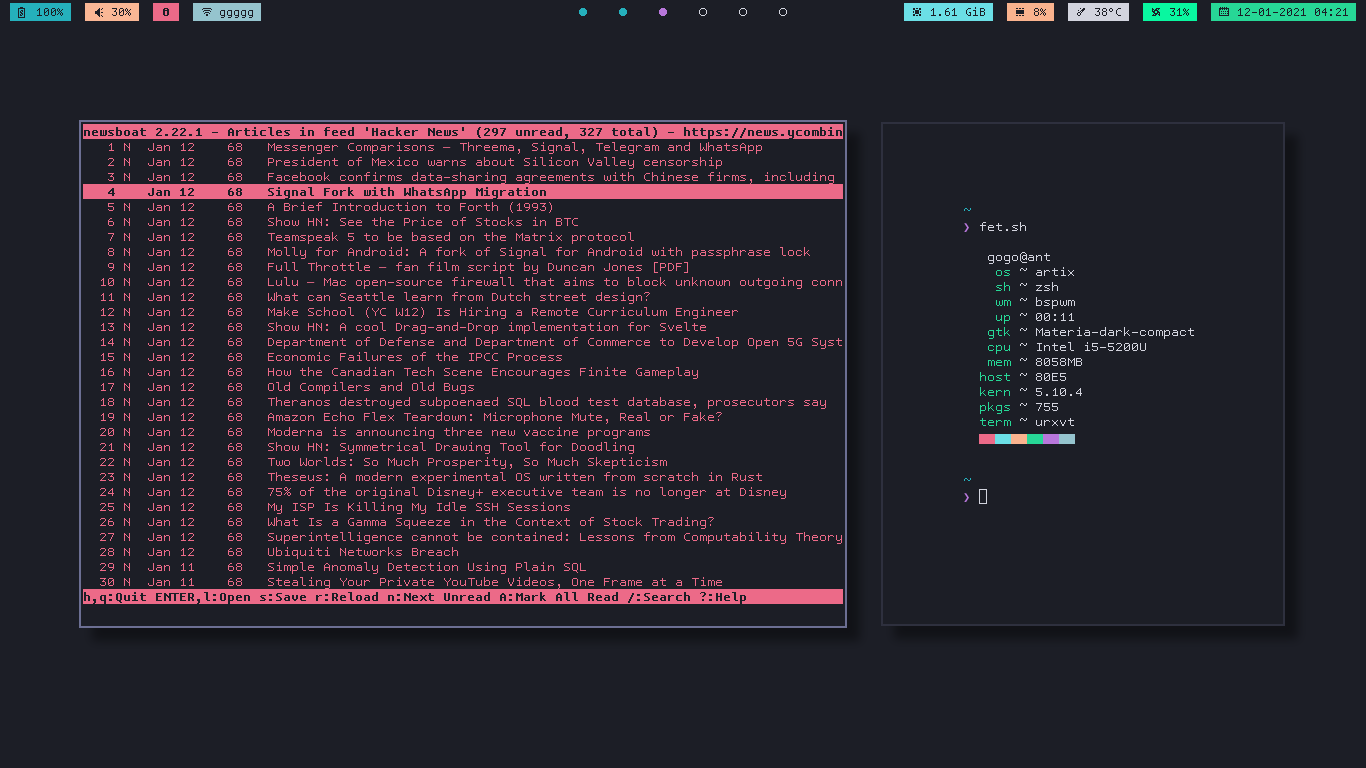 100% 30% ggggg 1.61 GiB 8% 38°C 31% 12-01-2021 04:21
newsboat 2.22.1 - Articles in feed 'Hacker News' (297 unread, 327 total) - https://news.ycombin
1 N Jan 12 68 Messenger Comparisons – Threema, Signal, Telegram and WhatsApp
2 N Jan 12 68 President of Mexico warns about Silicon Valley censorship
3 N Jan 12 68 Facebook confirms data-sharing agreements with Chinese firms, including
4 Jan 12 68 Signal Fork with WhatsApp Migration
5 N Jan 12 68 A Brief Introduction to Forth (1993)
6 N Jan 12 68 Show HN: See the Price of Stocks in BTC
7 N Jan 12 68 Teamspeak 5 to be based on the Matrix protocol
8 N Jan 12 68 Molly for Android: A fork of Signal for Android with passphrase lock
9 N Jan 12 68 Full Throttle – fan film script by Duncan Jones [PDF]
10 N Jan 12 68 Lulu – Mac open-source firewall that aims to block unknown outgoing conn
11 N Jan 12 68 What can Seattle learn from Dutch street design?
12 N Jan 12 68 Make School (YC W12) Is Hiring a Remote Curriculum Engineer
13 N Jan 12 68 Show HN: A cool Drag-and-Drop implementation for Svelte
14 N Jan 12 68 Department of Defense and Department of Commerce to Develop Open 5G Syst
15 N Jan 12 68 Economic Failures of the IPCC Process
16 N Jan 12 68 How the Canadian Tech Scene Encourages Finite Gameplay
17 N Jan 12 68 Old Compilers and Old Bugs
18 N Jan 12 68 Theranos destroyed subpoenaed SQL blood test database, prosecutors say
19 N Jan 12 68 Amazon Echo Flex Teardown: Microphone Mute, Real or Fake?
20 N Jan 12 68 Moderna is announcing three new vaccine programs
21 N Jan 12 68 Show HN: Symmetrical Drawing Tool for Doodling
22 N Jan 12 68 Two Worlds: So Much Prosperity, So Much Skepticism
23 N Jan 12 68 Theseus: A modern experimental OS written from scratch in Rust
24 N Jan 12 68 75% of the original Disney+ executive team is no longer at Disney
25 N Jan 12 68 My ISP Is Killing My Idle SSH Sessions
26 N Jan 12 68 What Is a Gamma Squeeze in the Context of Stock Trading?
27 N Jan 12 68 Superintelligence cannot be contained: Lessons from Computability Theory
28 N Jan 12 68 Ubiquiti Networks Breach
29 N Jan 11 68 Simple Anomaly Detection Using Plain SQL
30 N Jan 11 68 Stealing Your Private YouTube Videos, One Frame at a Time
h,q:Quit ENTER,l:Open s:Save r:Reload n:Next Unread A:Mark All Read /:Search ?:Help
~
❯ fet.sh
gogo@ant
os ~ artix
sh ~ zsh
wm ~ bspwm
up ~ 00:11
gtk ~ Materia-dark-compact
cpu ~ Intel i5-5200U
mem ~ 8058MB
host ~ 80E5
kern ~ 5.10.4
pkgs ~ 755
term ~ urxvt
~
❯